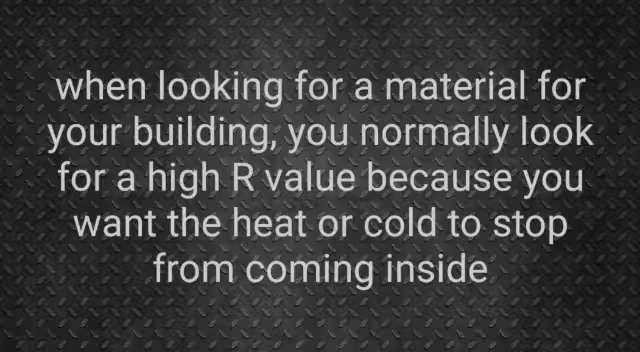 when looking for a material for
your building, you normally look
for a high R value because you
want the heat or cold to stop
from coming inside